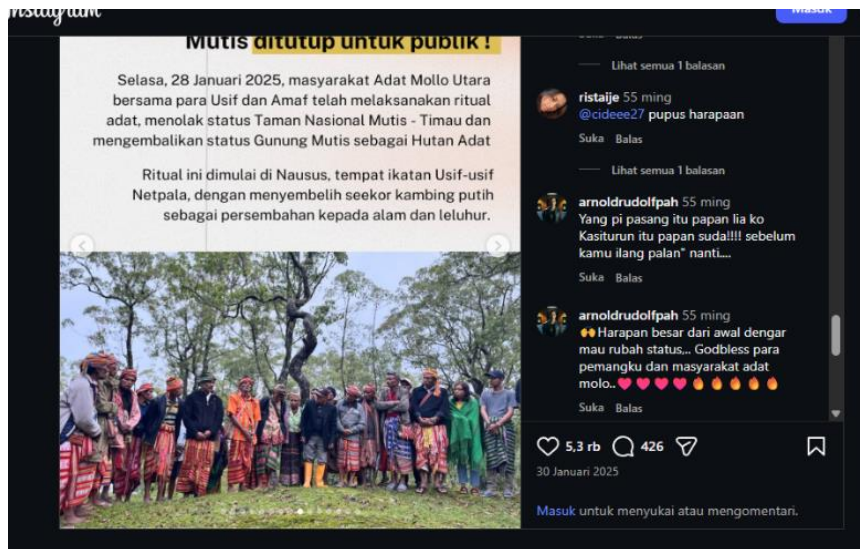 Instagram
Masuk
Mutis ditutup untuk publik !
Selasa, 28 Januari 2025, masyarakat Adat Mollo Utara
bersama para Usif dan Amaf telah melaksanakan ritual
adat, menolak status Taman Nasional Mutis - Timau dan
mengembalikan status Gunung Mutis sebagai Hutan Adat
Ritual ini dimulai di Nausus, tempat ikatan Usif-usif
Netpala, dengan menyembelih seekor kambing putih
sebagai persembahan kepada alam dan leluhur.
Lihat semua 1 balasan
ristaije 55 ming
@cideee27 pupus harapaan
Suka Balas
Lihat semua 1 balasan
arnoldrudolfpah 55 ming
Yang pi pasang itu papan lia ko
Kasiturun itu papan suda!!!! sebelum
kamu ilang palan" nanti....
Suka Balas
arnoldrudolfpah 55 ming
🙌Harapan besar dari awal dengar
mau rubah status,.. Godbless para
pemangku dan masyarakat adat
molo..❤️❤️❤️❤️🔥🔥🔥🔥🔥
Suka Balas
5,3 rb 426
30 Januari 2025
Masuk untuk menyukai atau mengomentari.